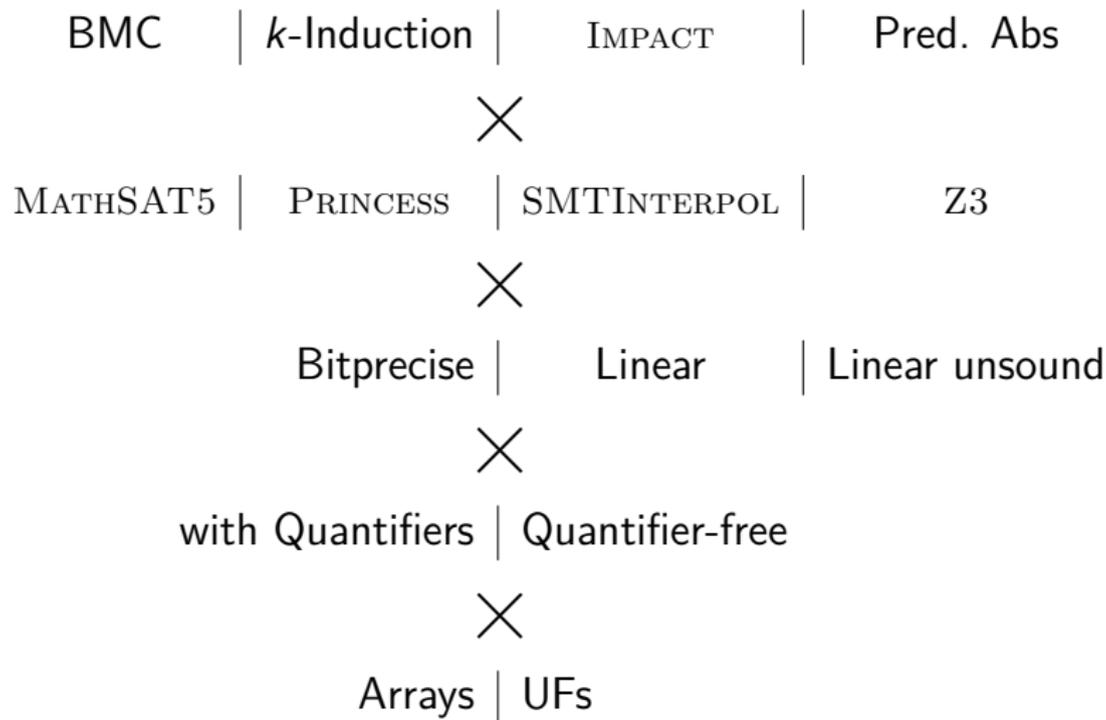 BMC | k-Induction | IMPACT | Pred. Abs
×
MATHSAT5 | PRINCESS | SMTINTERPOL | Z3
×
Bitprecise | Linear | Linear unsound
×
with Quantifiers | Quantifier-free
×
Arrays | UFs